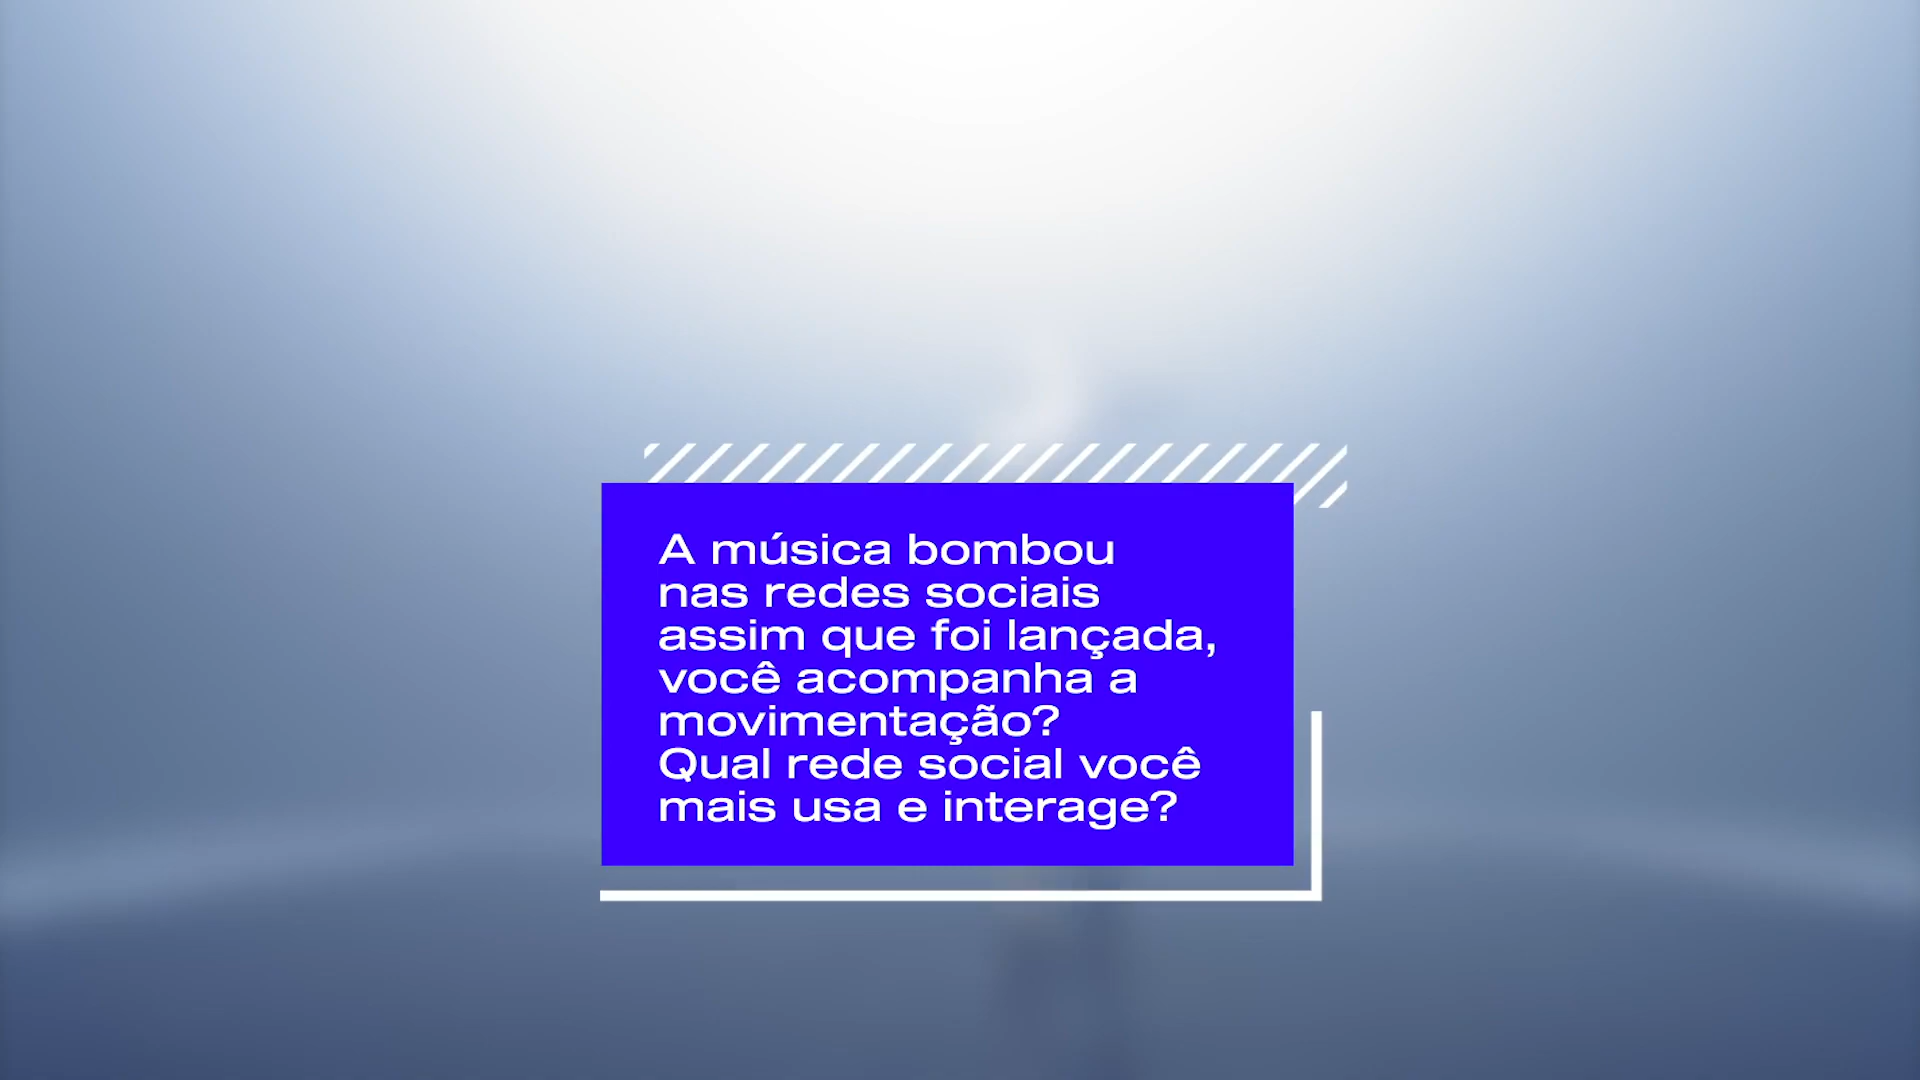 A música bombou
nas redes sociais
assim que foi lançada,
você acompanha a
movimentação?
Qual rede social você
mais usa e interage?